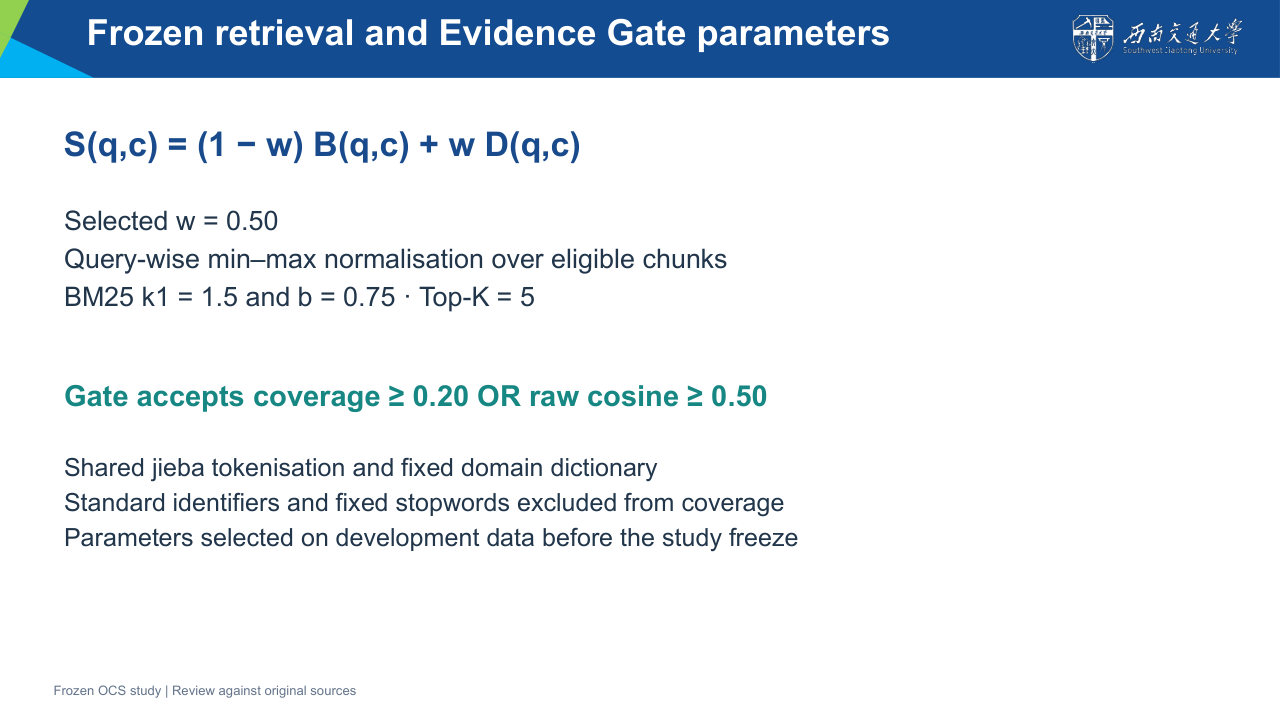 Frozen retrieval and Evidence Gate parameters
西南交通大学
Southwest Jiaotong University
S(q,c) = (1 − w) B(q,c) + w D(q,c)
Selected w = 0.50
Query-wise min–max normalisation over eligible chunks
BM25 k1 = 1.5 and b = 0.75 · Top-K = 5
Gate accepts coverage ≥ 0.20 OR raw cosine ≥ 0.50
Shared jieba tokenisation and fixed domain dictionary
Standard identifiers and fixed stopwords excluded from coverage
Parameters selected on development data before the study freeze
Frozen OCS study | Review against original sources